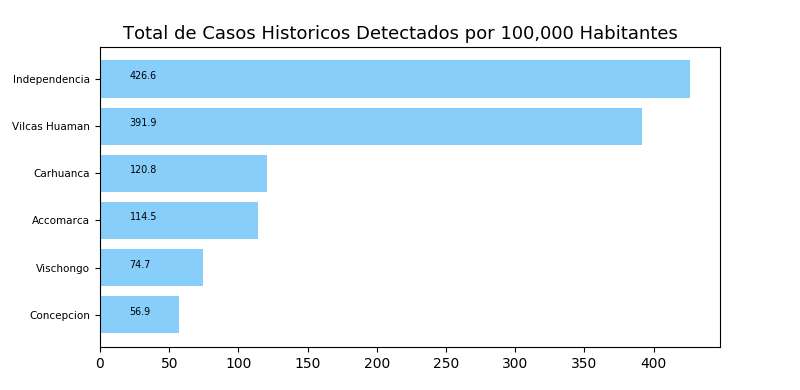 Total de Casos Historicos Detectados por 100,000 Habitantes
Independencia 426.6
Vilcas Huaman 391.9
Carhuanca 120.8
Accomarca 114.5
Vischongo 74.7
Concepcion 56.9
0 50 100 150 200 250 300 350 400